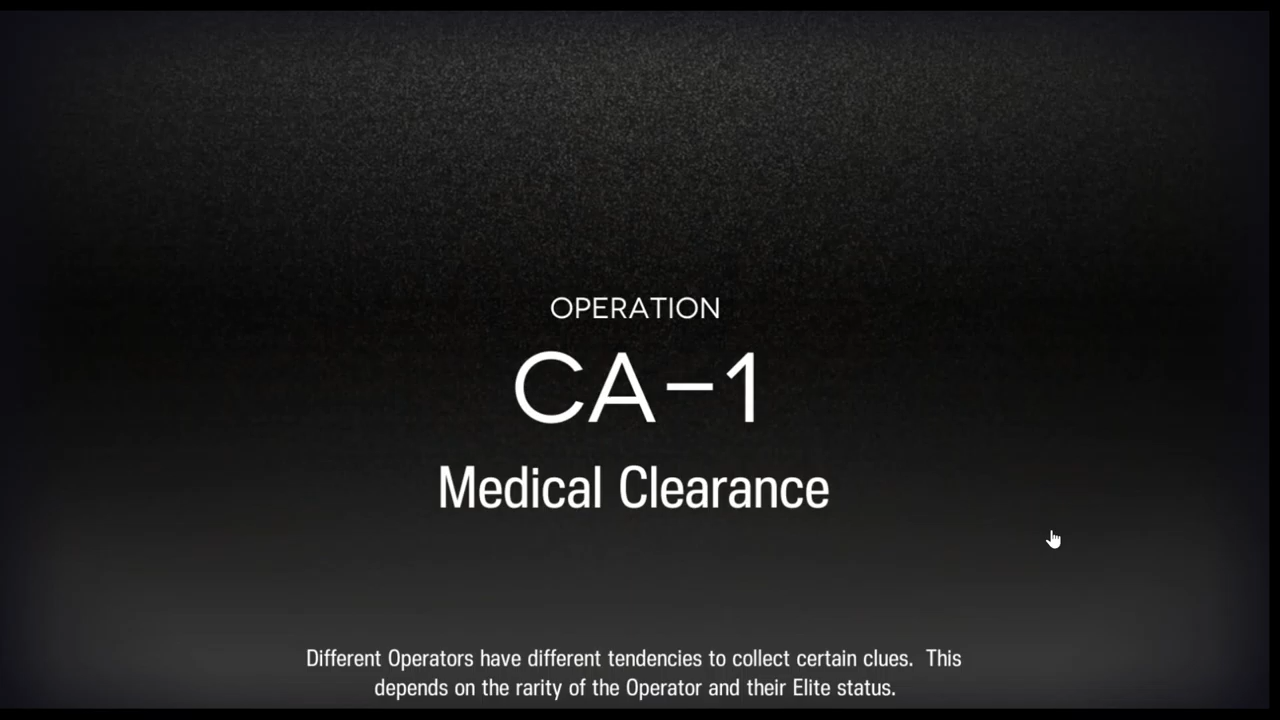 OPERATION
CA-1
Medical Clearance
Different Operators have different tendencies to collect certain clues.  This
depends on the rarity of the Operator and their Elite status.